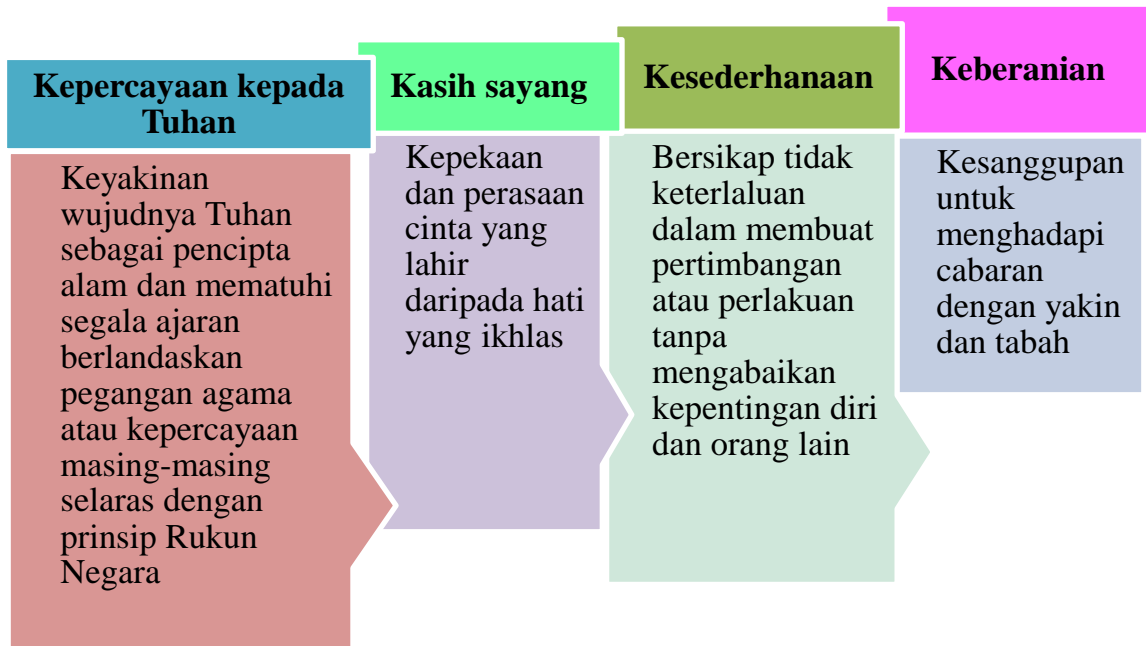 Kepercayaan kepada
Tuhan
Keyakinan
wujudnya Tuhan
sebagai pencipta
alam dan mematuhi
segala ajaran
berlandaskan
pegangan agama
atau kepercayaan
masing-masing
selaras dengan
prinsip Rukun
Negara
Kasih sayang
Kepekaan
dan perasaan
cinta yang
lahir
daripada hati
yang ikhlas
Kesederhanaan
Bersikap tidak
keterlaluan
dalam membuat
pertimbangan
atau perlakuan
tanpa
mengabaikan
kepentingan diri
dan orang lain
Keberanian
Kesanggupan
untuk
menghadapi
cabaran
dengan yakin
dan tabah